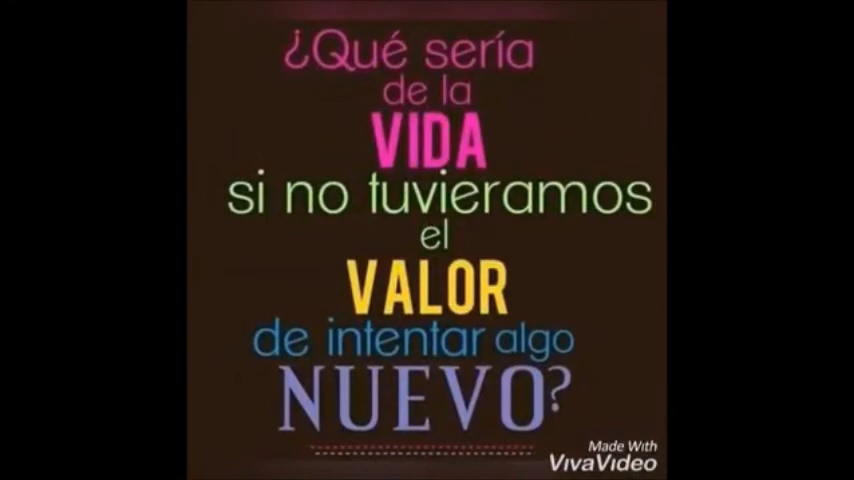 ¿Qué sería
de la
VIDA
si no tuvieramos
el
VALOR
de intentar algo
NUEVO?
Made With
VivaVideo